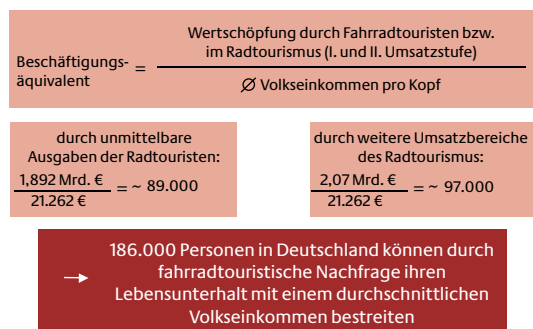 Wertschöpfung durch Fahrradtouristen bzw.
im Radtourismus (I. und II. Umsatzstufe)
Beschäftigungs-
äquivalent
=
Ø Volkseinkommen pro Kopf
durch unmittelbare
Ausgaben der Radtouristen:
1,892 Mrd. €
= ~ 89.000
21.262 €
durch weitere Umsatzbereiche
des Radtourismus:
2,07 Mrd. €
= ~ 97.000
21.262 €
→ 186.000 Personen in Deutschland können durch
fahrradtouristische Nachfrage ihren
Lebensunterhalt mit einem durchschnittlichen
Volkseinkommen bestreiten